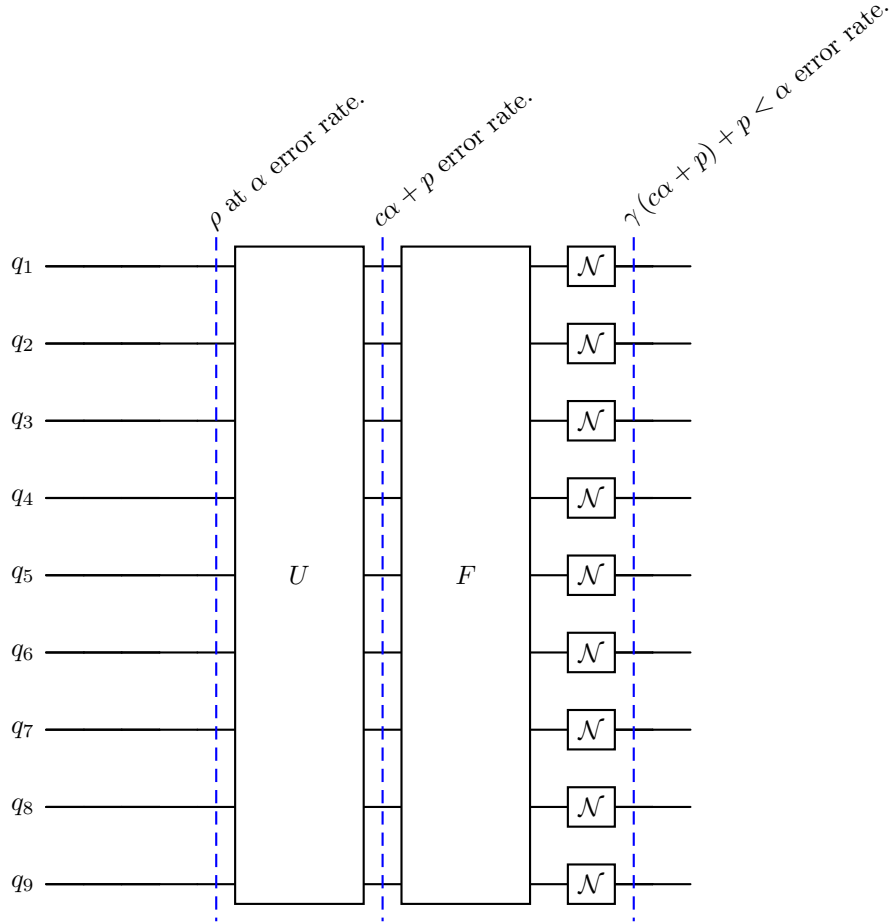 ρ at α error rate.
cα + p error rate.
γ (cα + p) + p < α error rate.
q₁ 𝒩
q₂ 𝒩
q₃ 𝒩
q₄ 𝒩
q₅ U F 𝒩
q₆ 𝒩
q₇ 𝒩
q₈ 𝒩
q₉ 𝒩